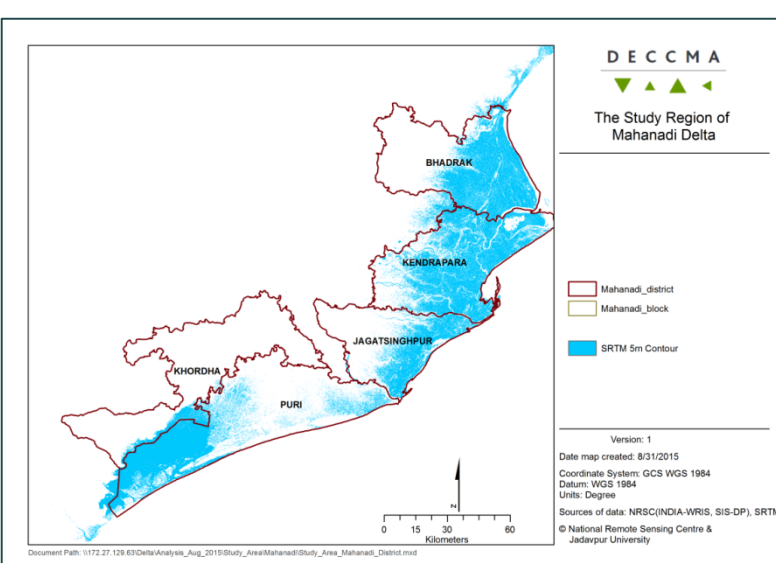 DECCMA
The Study Region of
Mahanadi Delta
BHADRAK
KENDRAPARA
JAGATSINGHPUR
KHORDHA
PURI
Mahanadi_district
Mahanadi_block
SRTM 5m Contour
N
0 15 30 60
Kilometers
Version: 1
Date map created: 8/31/2015
Coordinate System: GCS WGS 1984
Datum: WGS 1984
Units: Degree
Sources of data: NRSC(INDIA-WRIS, SIS-DP), SRTM
© National Remote Sensing Centre &
Jadavpur University
Document Path: \\172.27.129.63\Delta\Analysis_Aug_2015\Study_Area\Mahanadi\Study_Area_Mahanadi_District.mxd